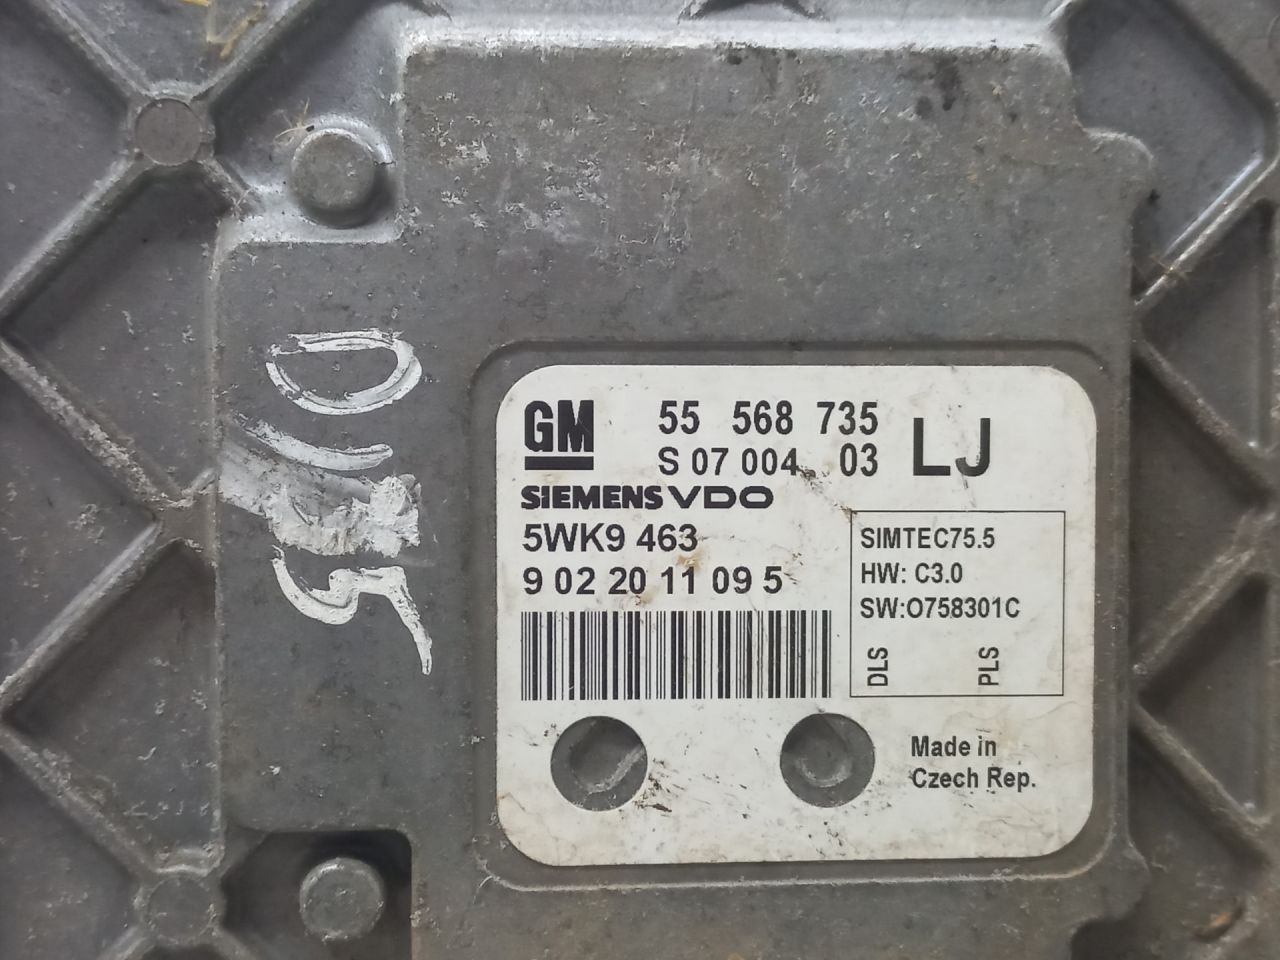 GM 55 568 735 LJ
S 07 004 03
SIEMENS VDO
5WK9 463
9 02 2 20 11 09 5
SIMTEC75.5
HW: C3.0
SW:O758301C
DLS PLS
Made in
Czech Rep.